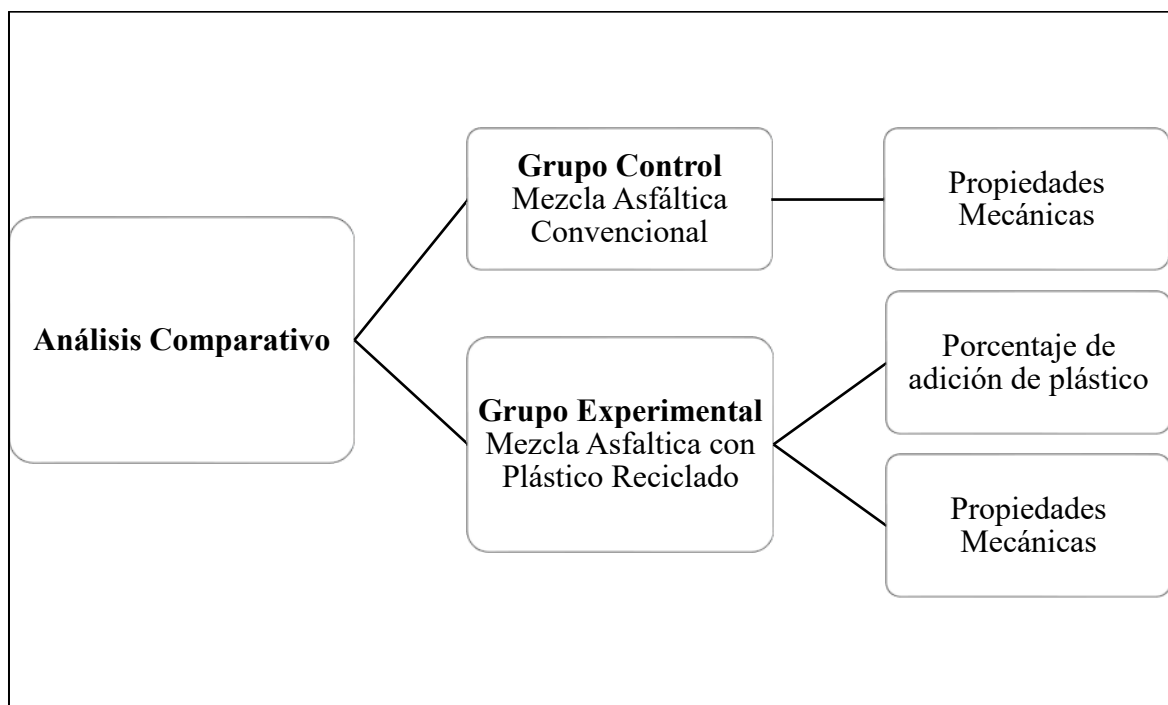 Análisis Comparativo
Grupo Control
Mezcla Asfáltica
Convencional
Propiedades
Mecánicas
Grupo Experimental
Mezcla Asfaltica con
Plástico Reciclado
Porcentaje de
adición de plástico
Propiedades
Mecánicas